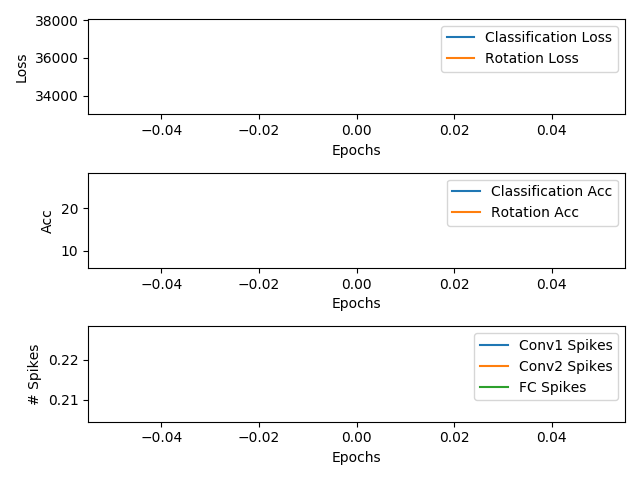 38000
36000
34000
Loss
Classification Loss
Rotation Loss
−0.04 −0.02 0.00 0.02 0.04
Epochs
20
10
Acc
Classification Acc
Rotation Acc
−0.04 −0.02 0.00 0.02 0.04
Epochs
0.22
0.21
# Spikes
Conv1 Spikes
Conv2 Spikes
FC Spikes
−0.04 −0.02 0.00 0.02 0.04
Epochs